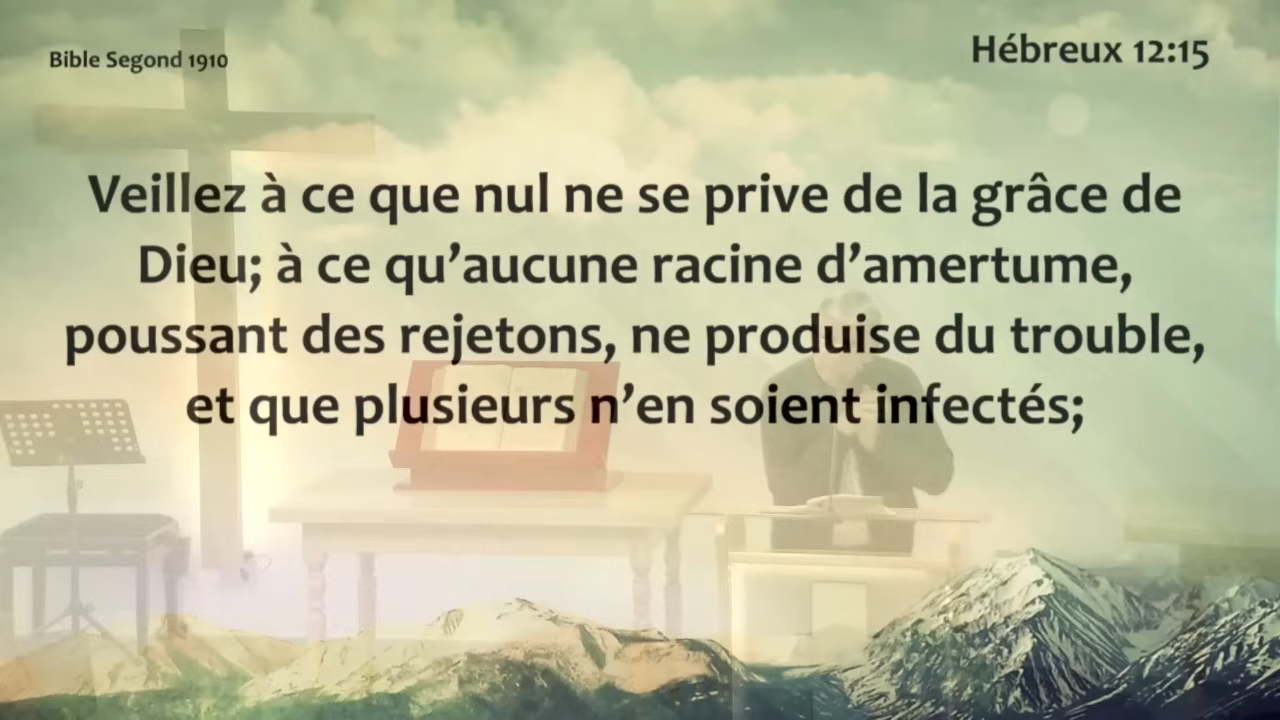 Bible Segond 1910
Hébreux 12:15
Veillez à ce que nul ne se prive de la grâce de
Dieu; à ce qu’aucune racine d’amertume,
poussant des rejetons, ne produise du trouble,
et que plusieurs n’en soient infectés;